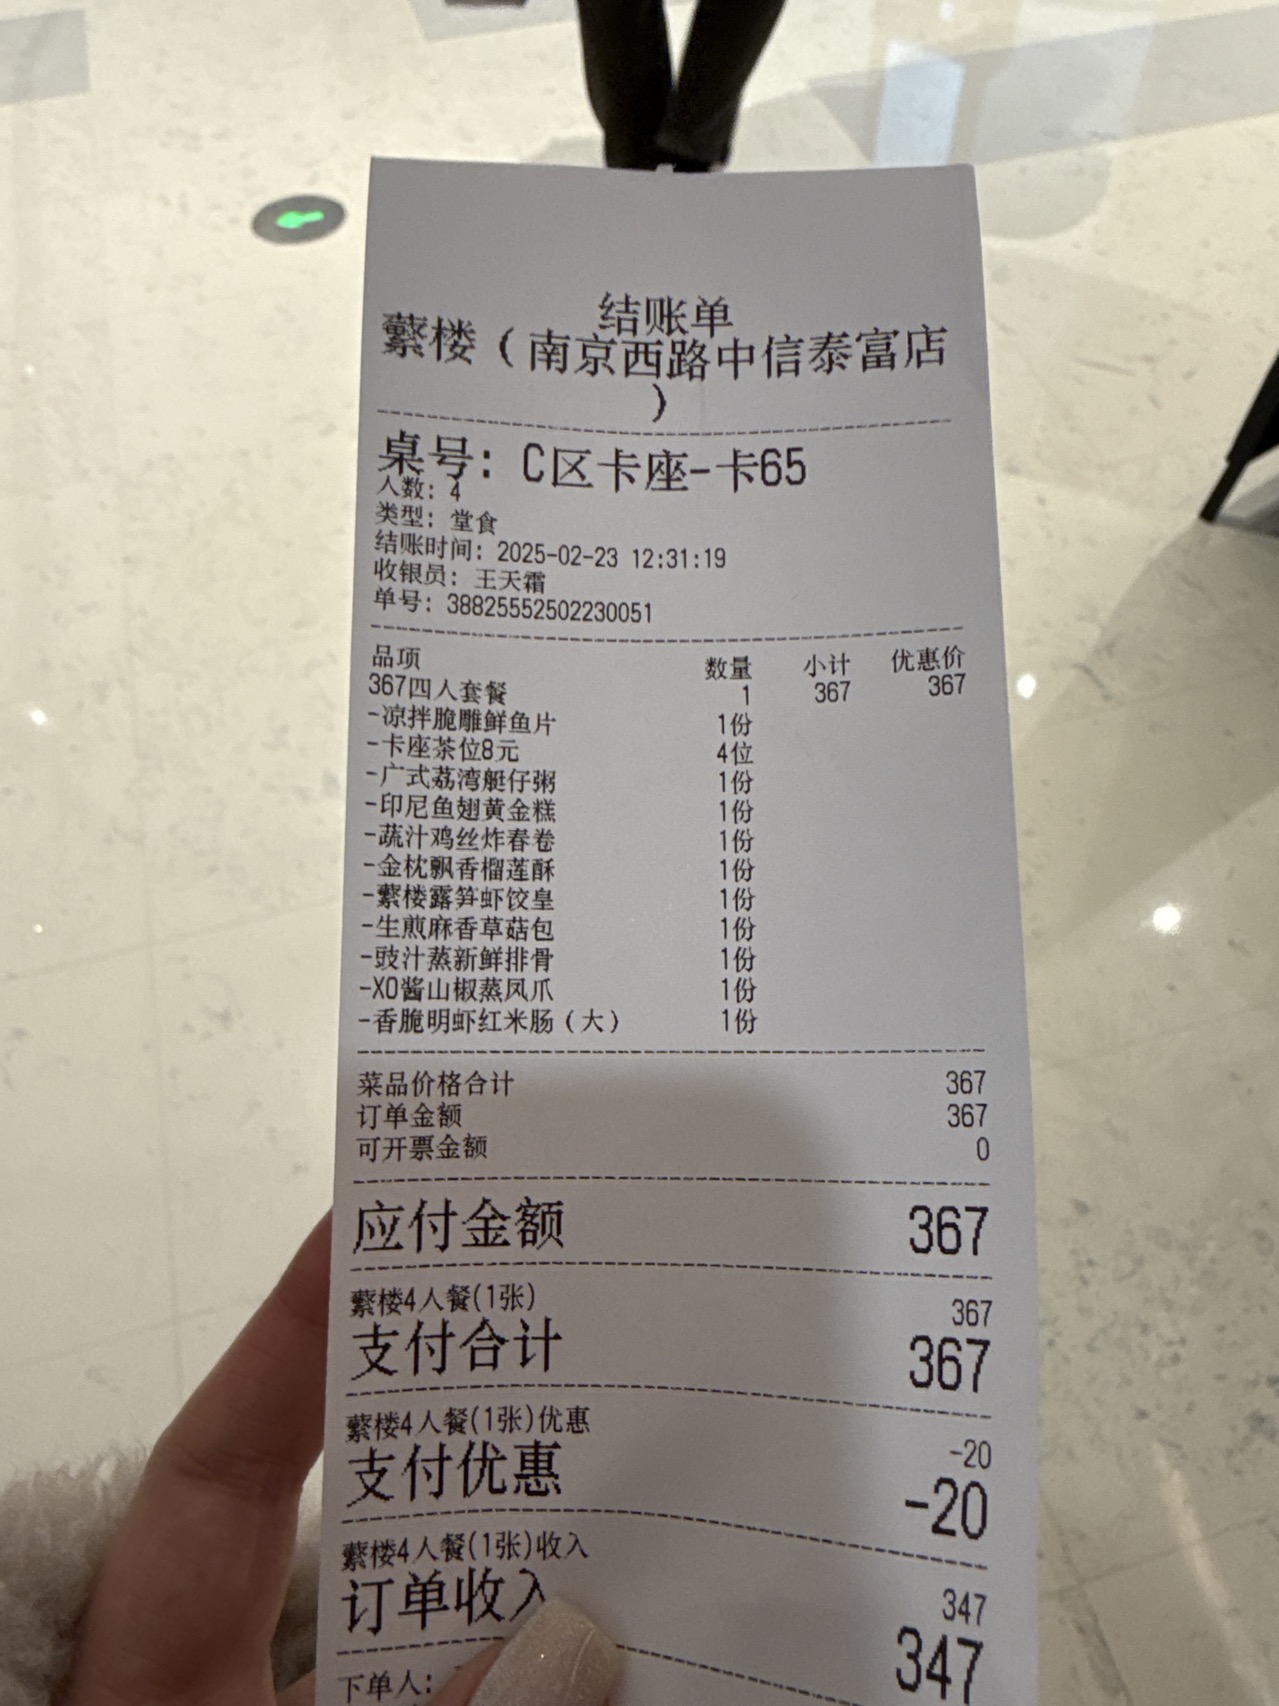 结账单
蘩楼（南京西路中信泰富店
）
桌号：C区卡座-卡65
人数：4
类型：堂食
结账时间：2025-02-23 12:31:19
收银员：王天霜
单号：38825552502230051
品项 数量 小计 优惠价
367四人套餐 1 367 367
-凉拌脆雕鲜鱼片 1份
-卡座茶位8元 4位
-广式荔湾艇仔粥 1份
-印尼鱼翅黄金糕 1份
-蔬汁鸡丝炸春卷 1份
-金枕飘香榴莲酥 1份
-蘩楼露笋虾饺皇 1份
-生煎麻香草菇包 1份
-豉汁蒸新鲜排骨 1份
-XO酱山椒蒸凤爪 1份
-香脆明虾红米肠（大） 1份
菜品价格合计 367
订单金额 367
可开票金额 0
应付金额 367
蘩楼4人餐(1张) 367
支付合计 367
蘩楼4人餐(1张)优惠 -20
支付优惠 -20
蘩楼4人餐(1张)收入 347
订单收入 347
下单人：